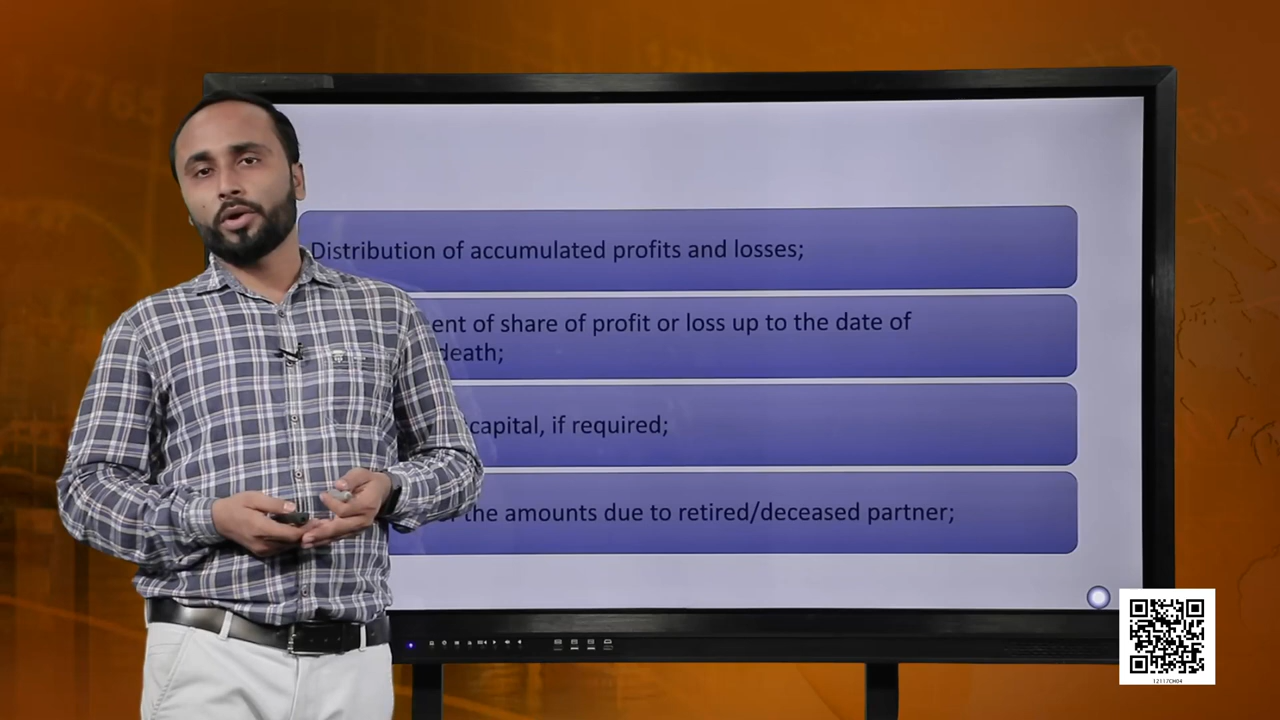 Distribution of accumulated profits and losses;
ent of share of profit or loss up to the date of
death;
capital, if required;
the amounts due to retired/deceased partner;
12117CH04